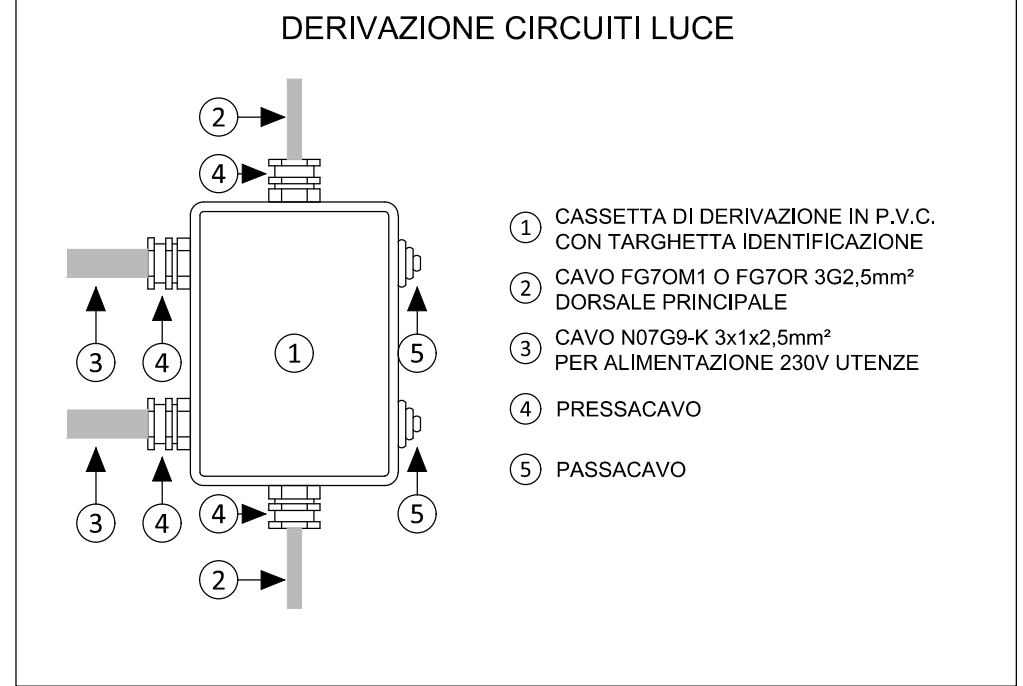 DERIVAZIONE CIRCUITI LUCE
2
4
3
4
1
5
3
4
4
5
2
1 CASSETTA DI DERIVAZIONE IN P.V.C.
CON TARGHETTA IDENTIFICAZIONE
2 CAVO FG7OM1 O FG7OR 3G2,5mm²
DORSALE PRINCIPALE
3 CAVO N07G9-K 3x1x2,5mm²
PER ALIMENTAZIONE 230V UTENZE
4 PRESSACAVO
5 PASSACAVO